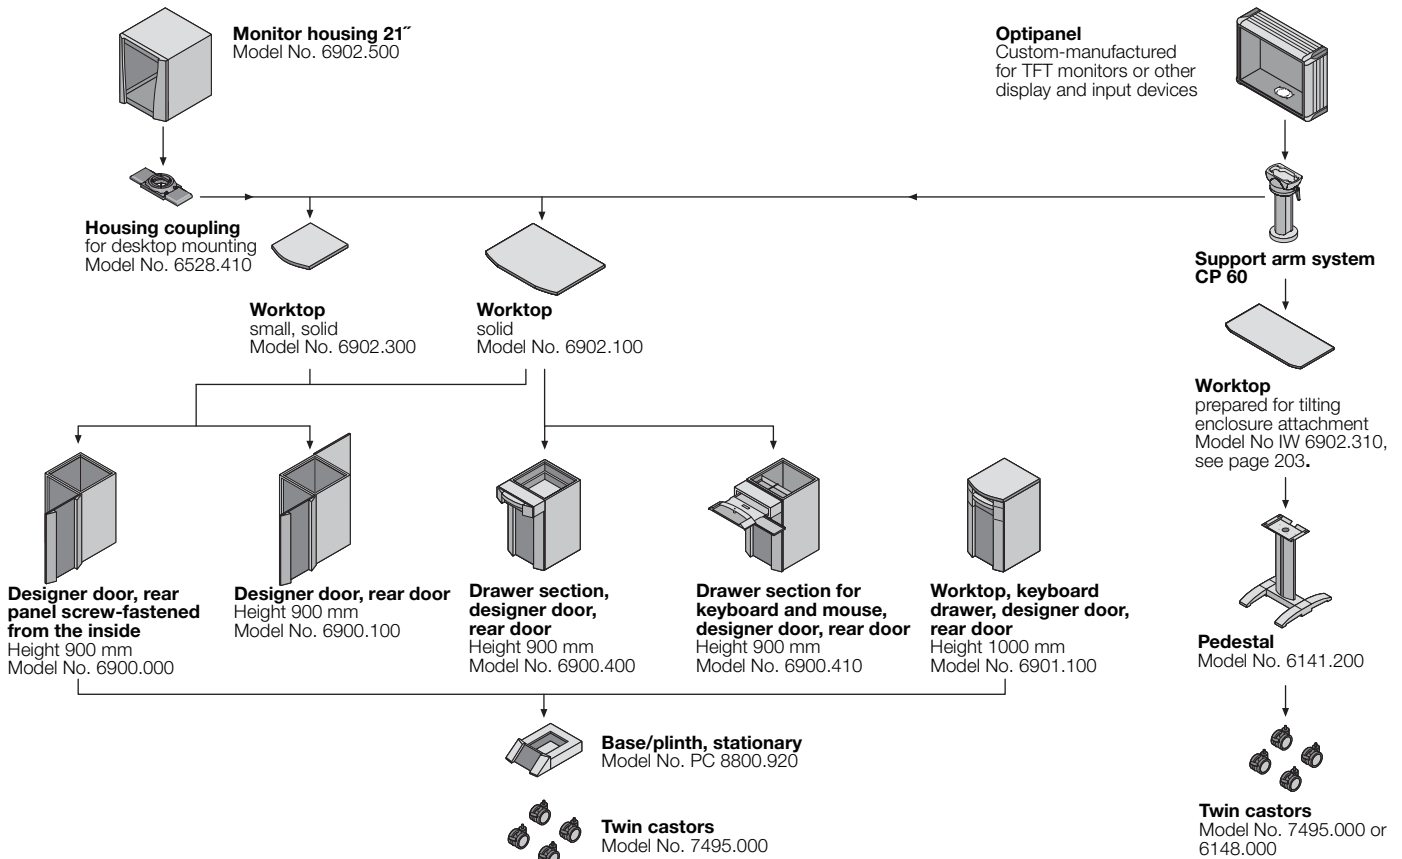 Monitor housing 21˝
Model No. 6902.500
Optipanel
Custom-manufactured
for TFT monitors or other
display and input devices
Housing coupling
for desktop mounting
Model No. 6528.410
Support arm system
CP 60
Worktop
small, solid
Model No. 6902.300
Worktop
solid
Model No. 6902.100
Worktop
prepared for tilting
enclosure attachment
Model No IW 6902.310,
see page 203.
Designer door, rear
panel screw-fastened
from the inside
Height 900 mm
Model No. 6900.000
Designer door, rear door
Height 900 mm
Model No. 6900.100
Drawer section,
designer door,
rear door
Height 900 mm
Model No. 6900.400
Drawer section for
keyboard and mouse,
designer door, rear door
Height 900 mm
Model No. 6900.410
Worktop, keyboard
drawer, designer door,
rear door
Height 1000 mm
Model No. 6901.100
Pedestal
Model No. 6141.200
Base/plinth, stationary
Model No. PC 8800.920
Twin castors
Model No. 7495.000
Twin castors
Model No. 7495.000 or
6148.000